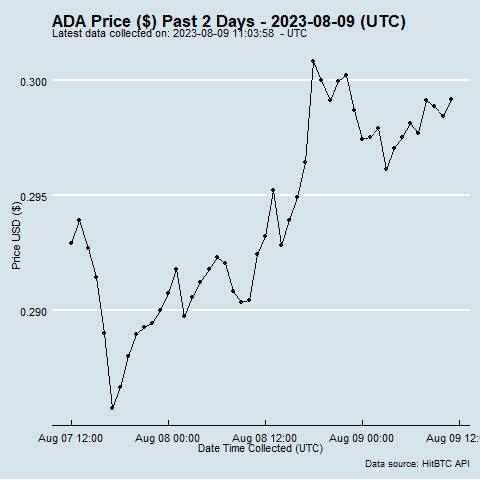 ADA Price ($) Past 2 Days - 2023-08-09 (UTC)
Latest data collected on: 2023-08-09 11:03:58 - UTC
0.300
0.295
0.290
Price USD ($)
Aug 07 12:00 Aug 08 00:00 Aug 08 12:00 Aug 09 00:00 Aug 09 12:
Date Time Collected (UTC)
Data source: HitBTC API